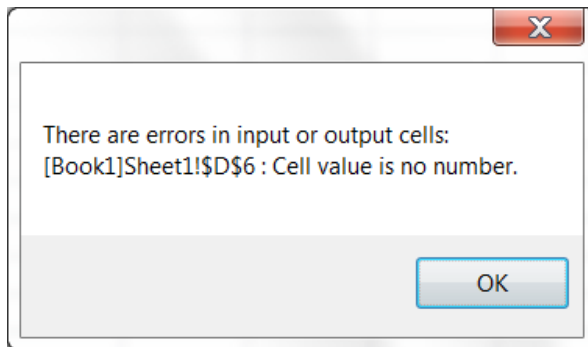 There are errors in input or output cells:
[Book1]Sheet1!$D$6 : Cell value is no number.
OK